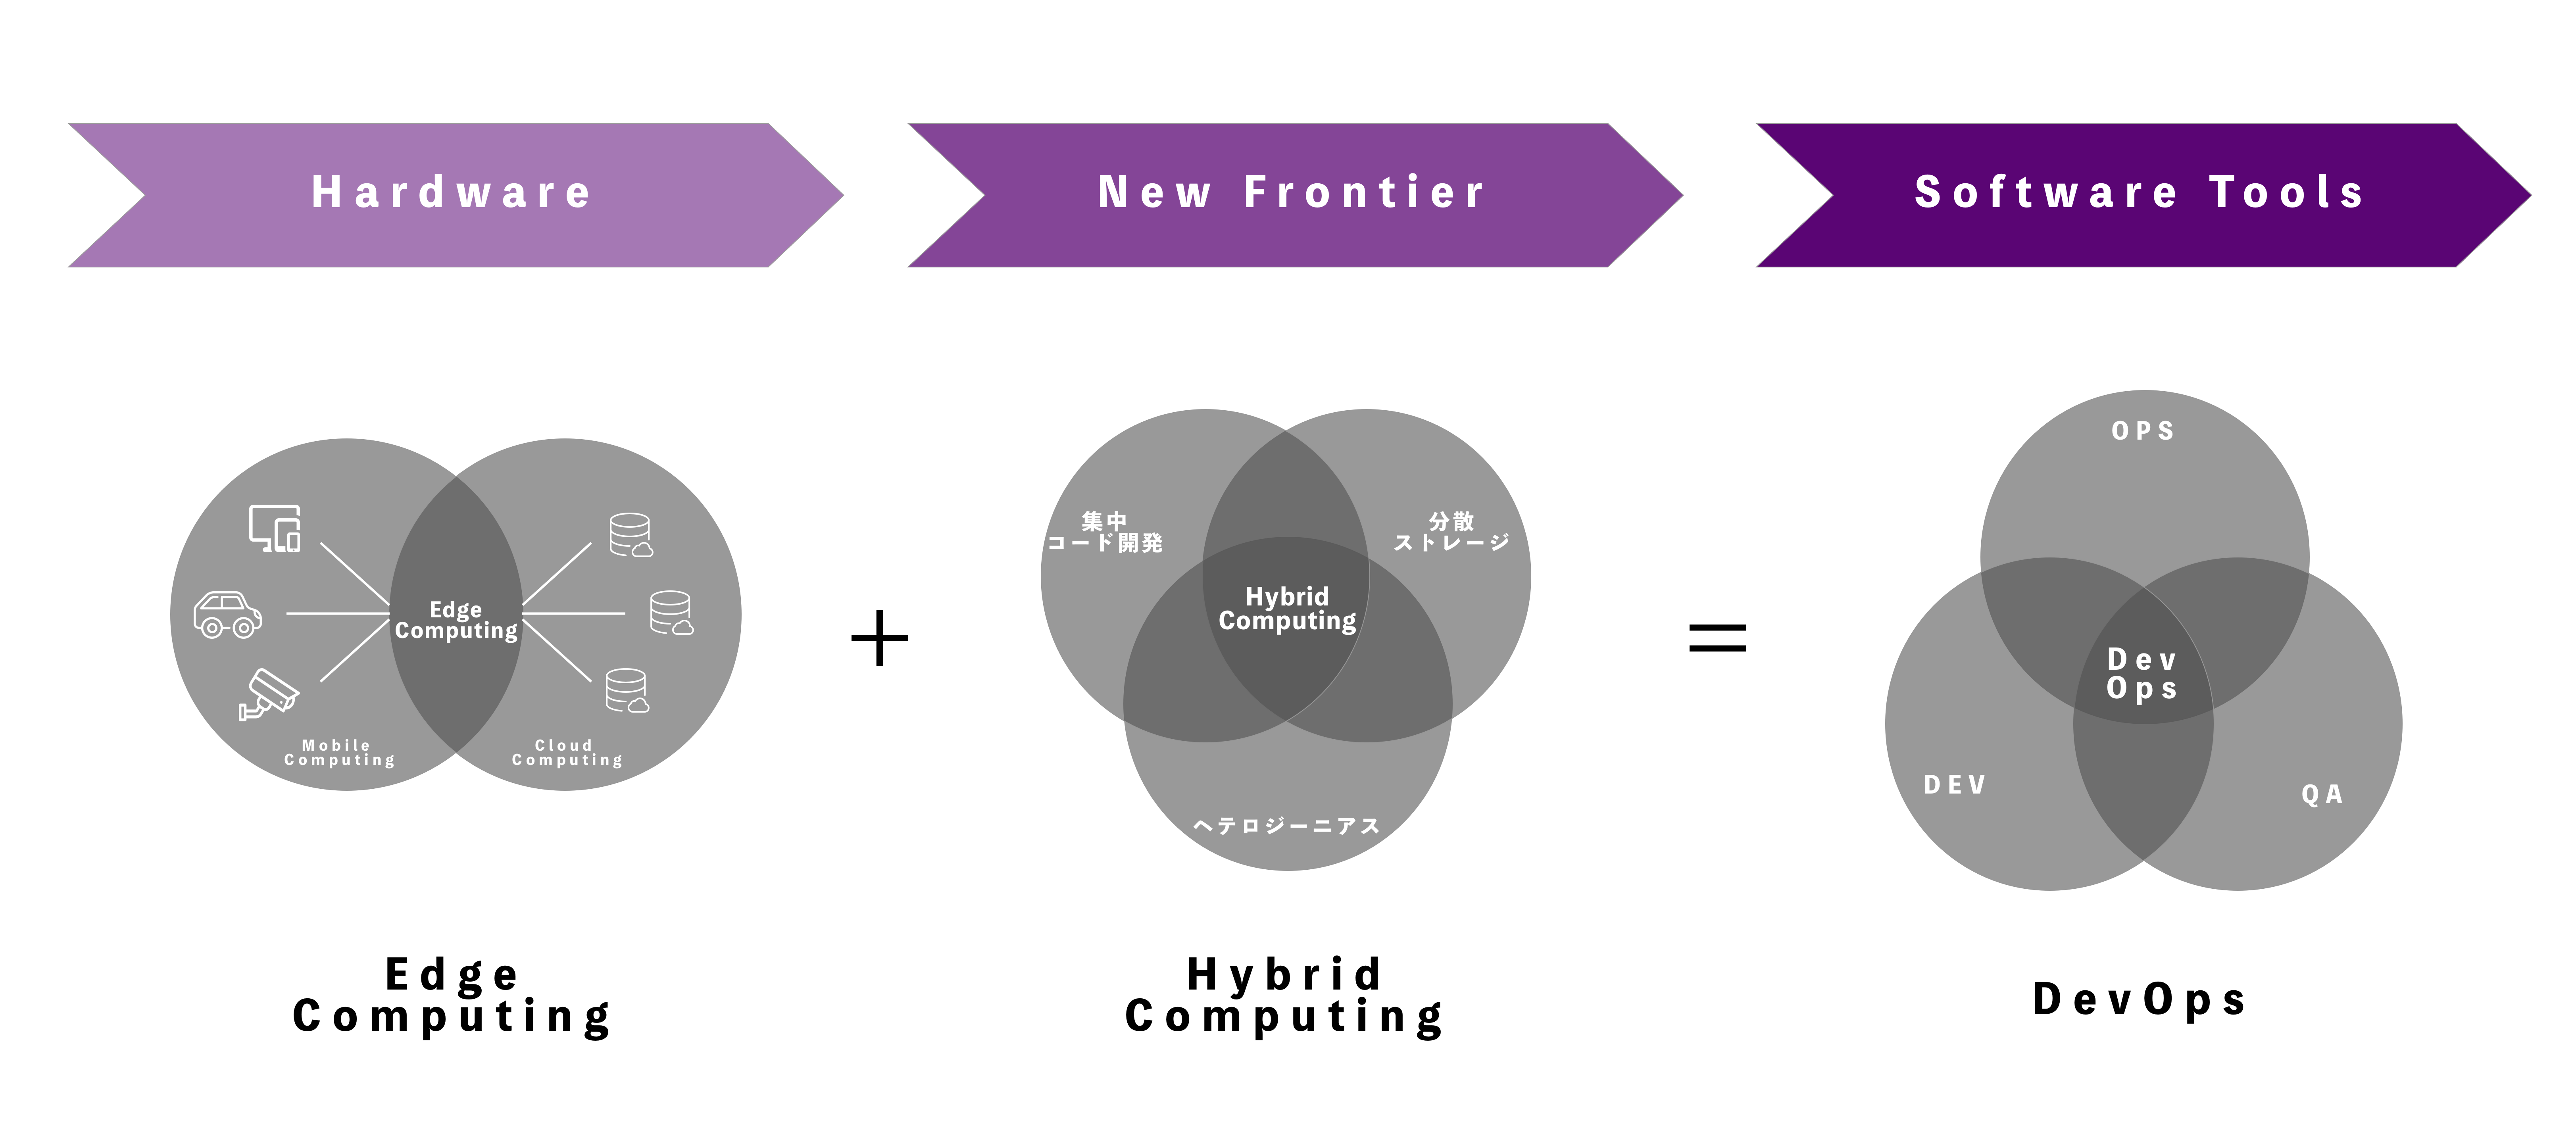 Hardware
New Frontier
Software Tools
Edge
Computing
Mobile
Computing
Cloud
Computing
集中
コード開発
分散
ストレージ
Hybrid
Computing
ヘテロジーニアス
OPS
Dev
Ops
DEV
QA
+
=
Edge
Computing
Hybrid
Computing
DevOps